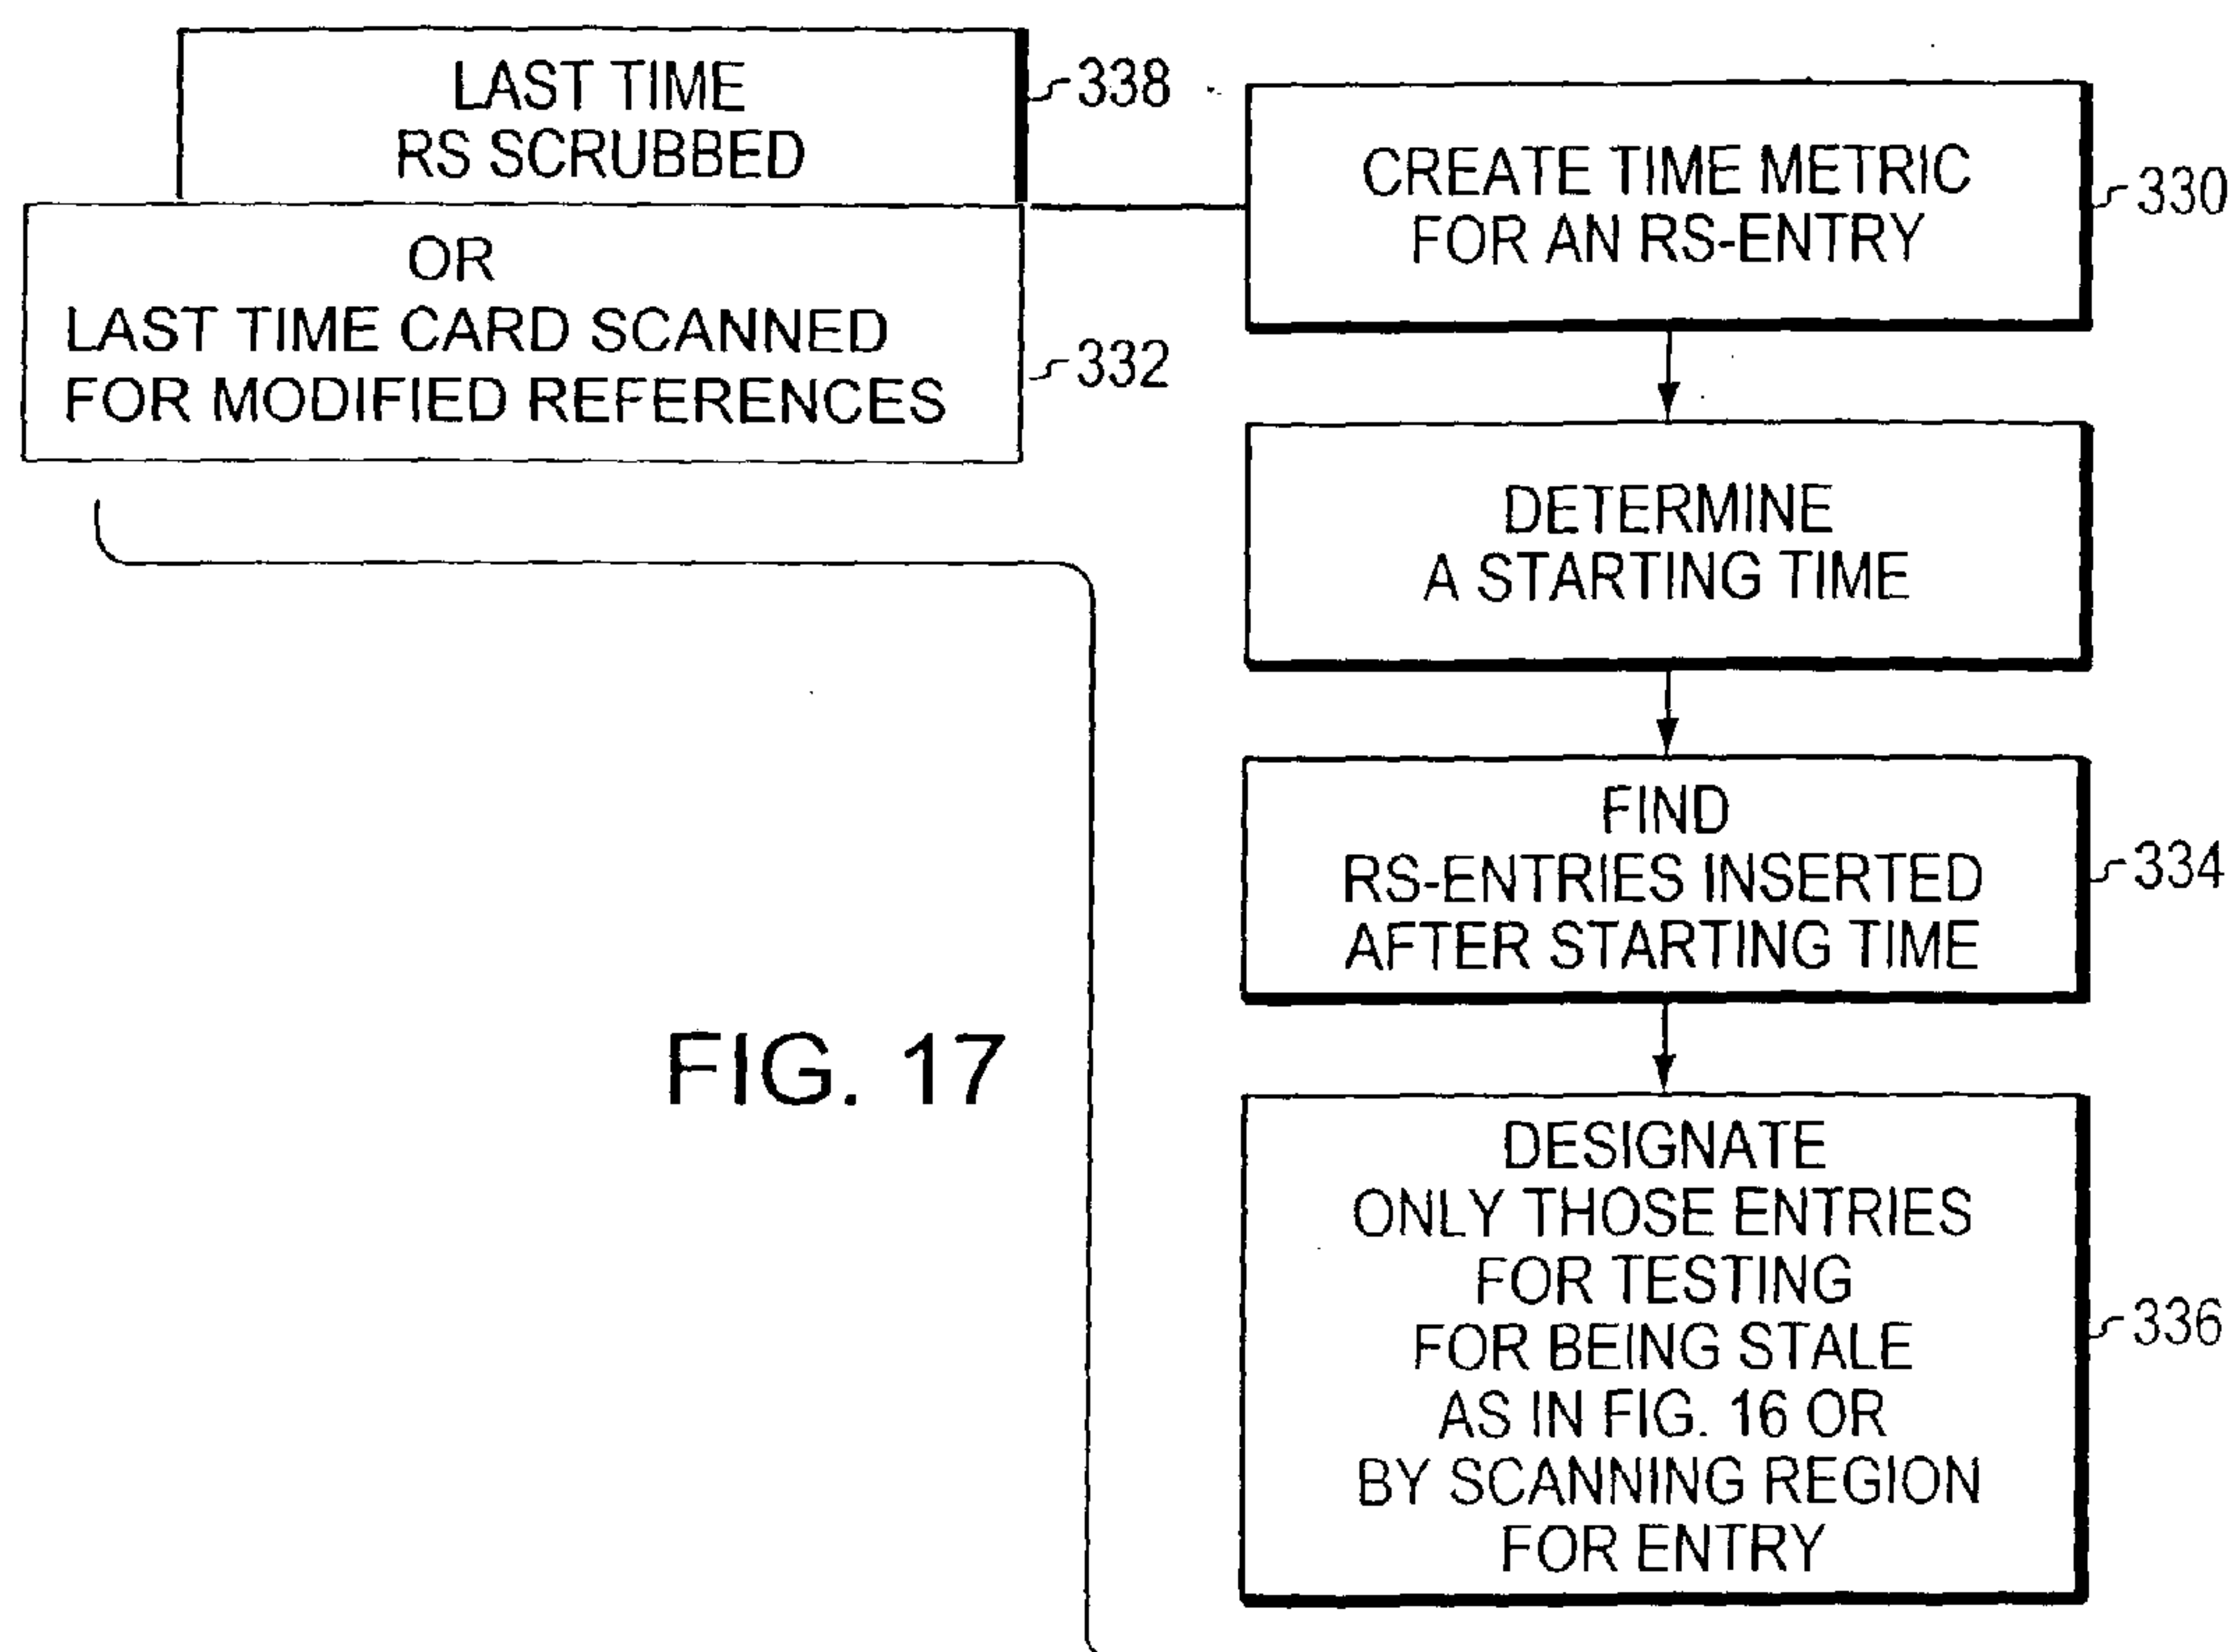 LAST TIME
RS SCRUBBED
338
OR
LAST TIME CARD SCANNED
FOR MODIFIED REFERENCES
332
CREATE TIME METRIC
FOR AN RS-ENTRY
330
DETERMINE
A STARTING TIME
FIND
RS-ENTRIES INSERTED
AFTER STARTING TIME
334
DESIGNATE
ONLY THOSE ENTRIES
FOR TESTING
FOR BEING STALE
AS IN FIG. 16 OR
BY SCANNING REGION
FOR ENTRY
336
FIG. 17